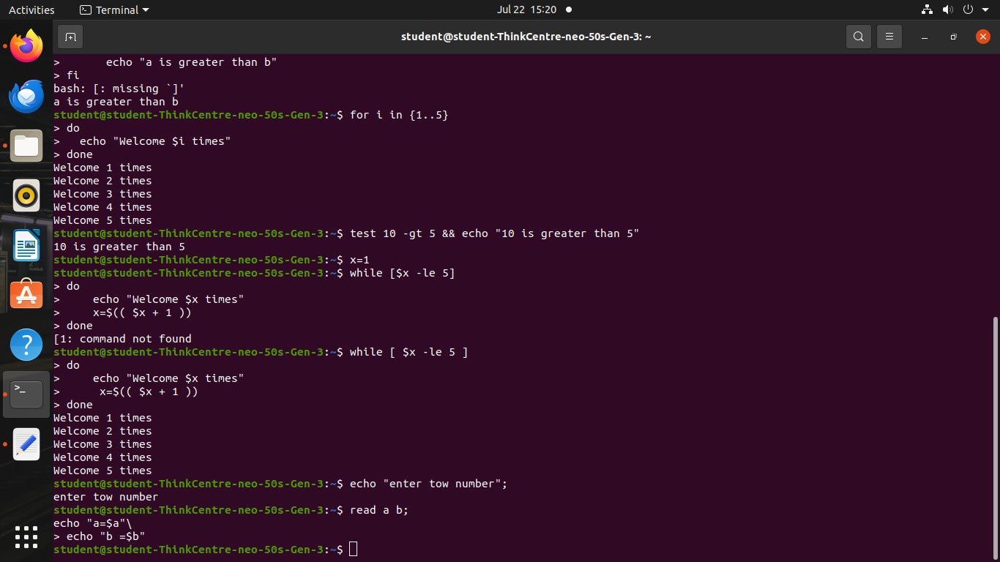 Activities Terminal Jul 22 15:20
student@student-ThinkCentre-neo-50s-Gen-3: ~
>       echo "a is greater than b"
> fi
bash: [: missing `]'
a is greater than b
student@student-ThinkCentre-neo-50s-Gen-3:~$ for i in {1..5}
> do
>   echo "Welcome $i times"
> done
Welcome 1 times
Welcome 2 times
Welcome 3 times
Welcome 4 times
Welcome 5 times
student@student-ThinkCentre-neo-50s-Gen-3:~$ test 10 -gt 5 && echo "10 is greater than 5"
10 is greater than 5
student@student-ThinkCentre-neo-50s-Gen-3:~$ x=1
student@student-ThinkCentre-neo-50s-Gen-3:~$ while [$x -le 5]
> do
>     echo "Welcome $x times"
>     x=$(( $x + 1 ))
> done
[1: command not found
student@student-ThinkCentre-neo-50s-Gen-3:~$ while [ $x -le 5 ]
> do
>     echo "Welcome $x times"
>      x=$(( $x + 1 ))
> done
Welcome 1 times
Welcome 2 times
Welcome 3 times
Welcome 4 times
Welcome 5 times
student@student-ThinkCentre-neo-50s-Gen-3:~$ echo "enter tow number";
enter tow number
student@student-ThinkCentre-neo-50s-Gen-3:~$ read a b;
echo "a=$a"\
> echo "b =$b"
student@student-ThinkCentre-neo-50s-Gen-3:~$